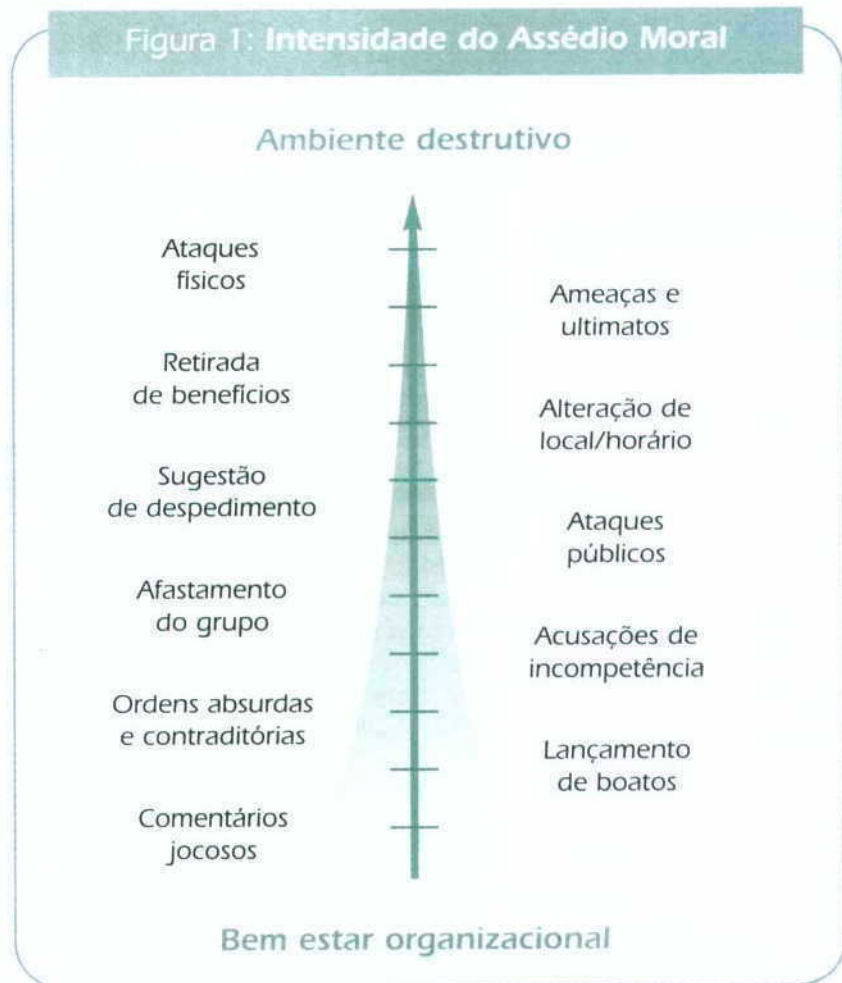 Figura 1: Intensidade do Assédio Moral
Ambiente destrutivo
Ataques
físicos
Ameaças e
ultimatos
Retirada
de benefícios
Alteração de
local/horário
Sugestão
de despedimento
Ataques
públicos
Afastamento
do grupo
Acusações de
incompetência
Ordens absurdas
e contraditórias
Lançamento
de boatos
Comentários
jocosos
Bem estar organizacional